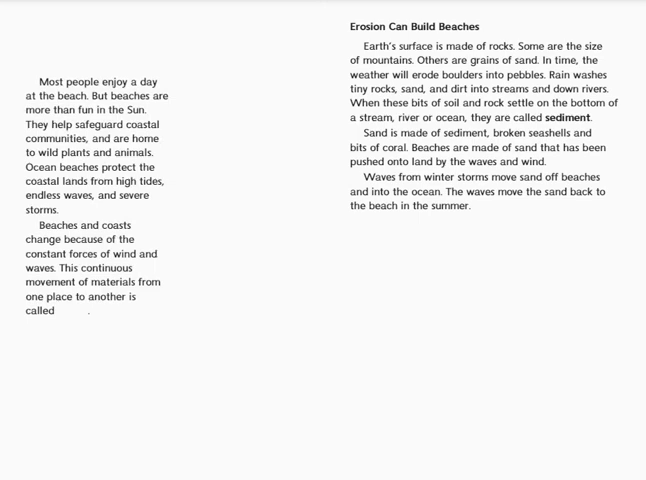 Most people enjoy a day
at the beach. But beaches are
more than fun in the Sun.
They help safeguard coastal
communities, and are home
to wild plants and animals.
Ocean beaches protect the
coastal lands from high tides,
endless waves, and severe
storms.
Beaches and coasts
change because of the
constant forces of wind and
waves. This continuous
movement of materials from
one place to another is
called .
Erosion Can Build Beaches
Earth's surface is made of rocks. Some are the size
of mountains. Others are grains of sand. In time, the
weather will erode boulders into pebbles. Rain washes
tiny rocks, sand, and dirt into streams and down rivers.
When these bits of soil and rock settle on the bottom of
a stream, river or ocean, they are called sediment.
Sand is made of sediment, broken seashells and
bits of coral. Beaches are made of sand that has been
pushed onto land by the waves and wind.
Waves from winter storms move sand off beaches
and into the ocean. The waves move the sand back to
the beach in the summer.